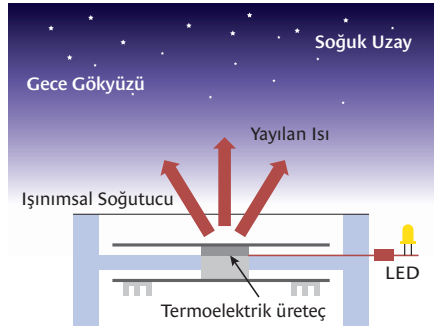 Soğuk Uzay
Gece Gökyüzü
Yayılan Isı
Işınımsal Soğutucu
LED
Termoelektrik üreteç